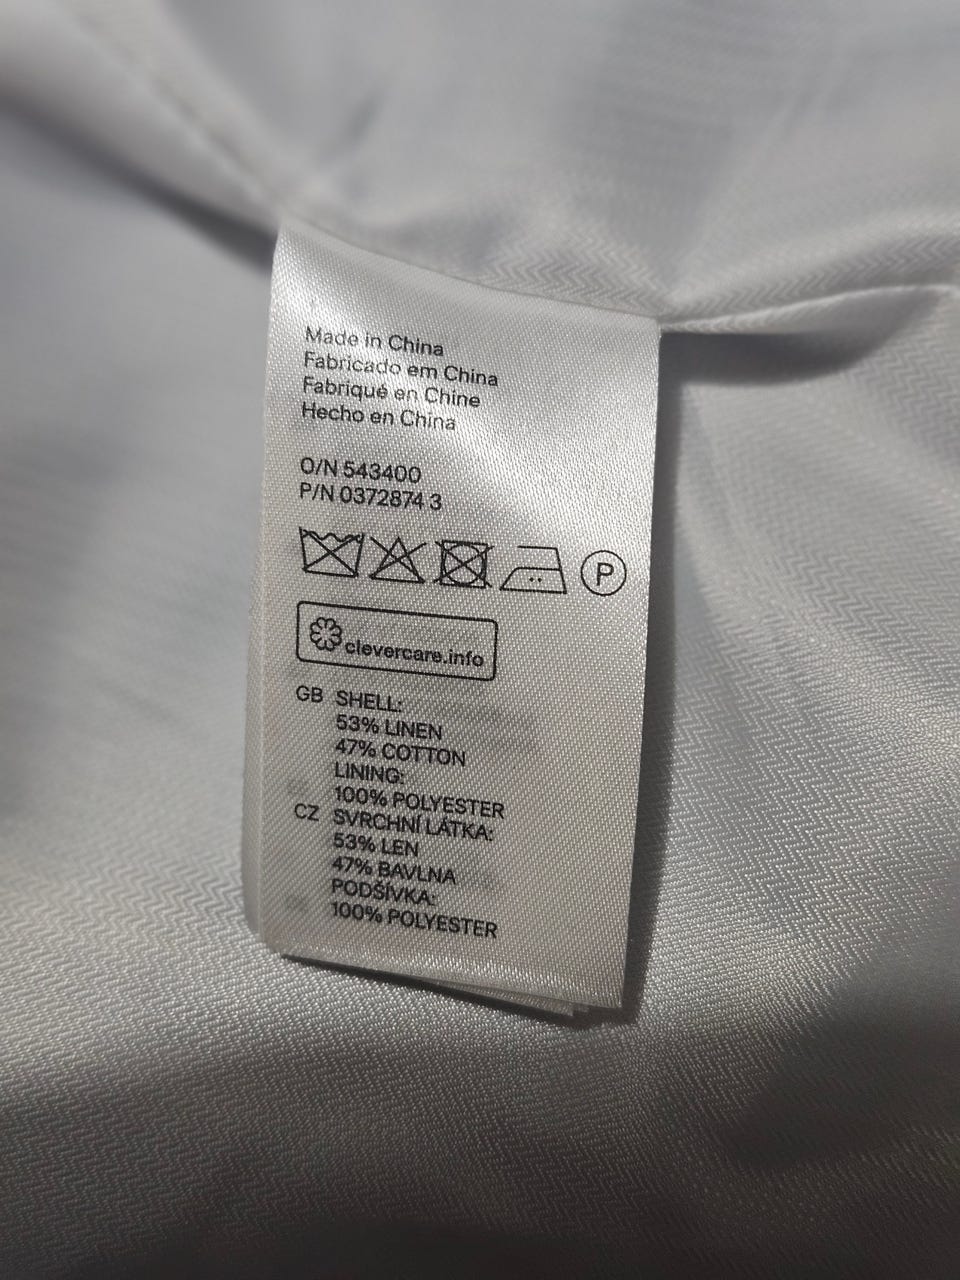 Made in China
Fabricado em China
Fabriqué en Chine
Hecho en China
O/N 543400
P/N 0372874 3
P
clevercare.info
GB SHELL:
53% LINEN
47% COTTON
LINING:
100% POLYESTER
CZ SVRCHNÍ LÁTKA:
53% LEN
47% BAVLNA
PODŠÍVKA:
100% POLYESTER